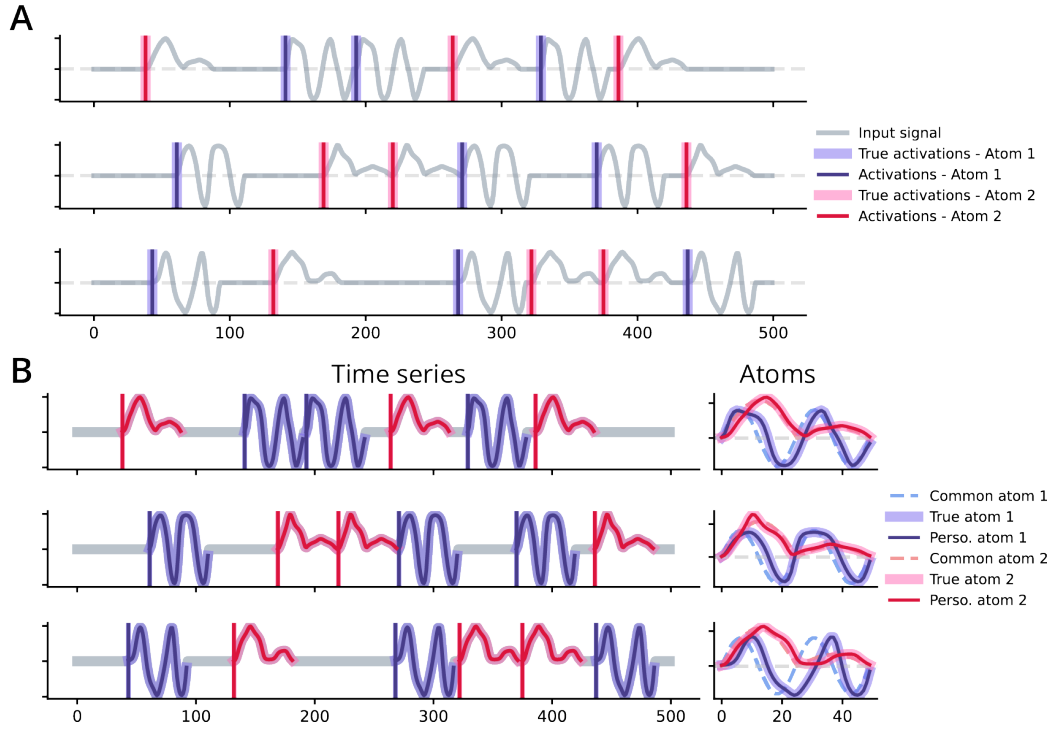 A
Input signal
True activations - Atom 1
Activations - Atom 1
True activations - Atom 2
Activations - Atom 2
0 100 200 300 400 500
B
Time series Atoms
Common atom 1
True atom 1
Perso. atom 1
Common atom 2
True atom 2
Perso. atom 2
0 100 200 300 400 500 0 20 40